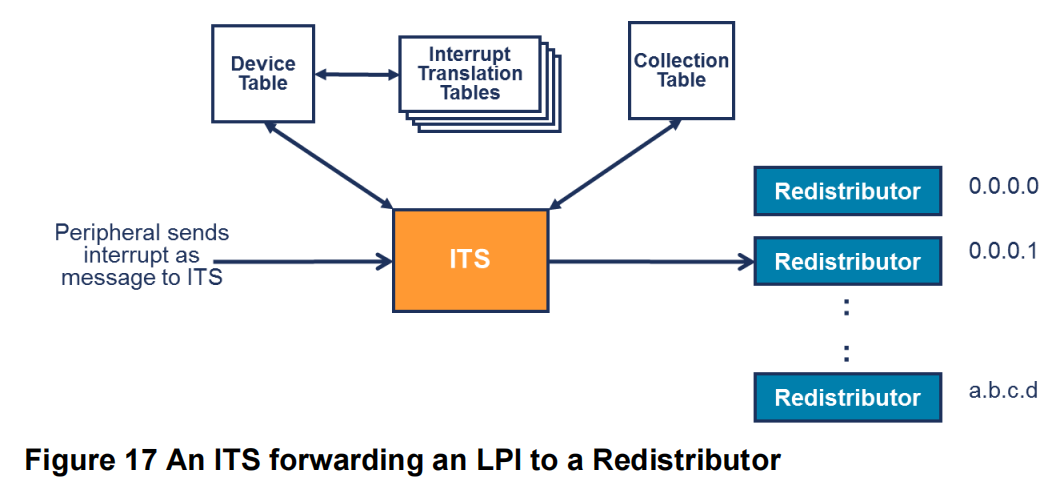 Device
Table
Interrupt
Translation
Tables
Collection
Table
Peripheral sends
interrupt as
message to ITS
ITS
Redistributor
0.0.0.0
Redistributor
0.0.0.1
:
:
Redistributor
a.b.c.d
Figure 17 An ITS forwarding an LPI to a Redistributor